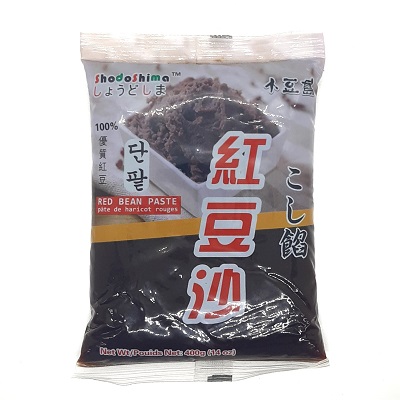 ShodoShima™
しょうどしま
小豆島
100%
優質紅豆
단팥
RED BEAN PASTE
pâte de haricot rouges
紅豆沙
こし餡
Net Wt/Pouids Net: 400g (14 oz)